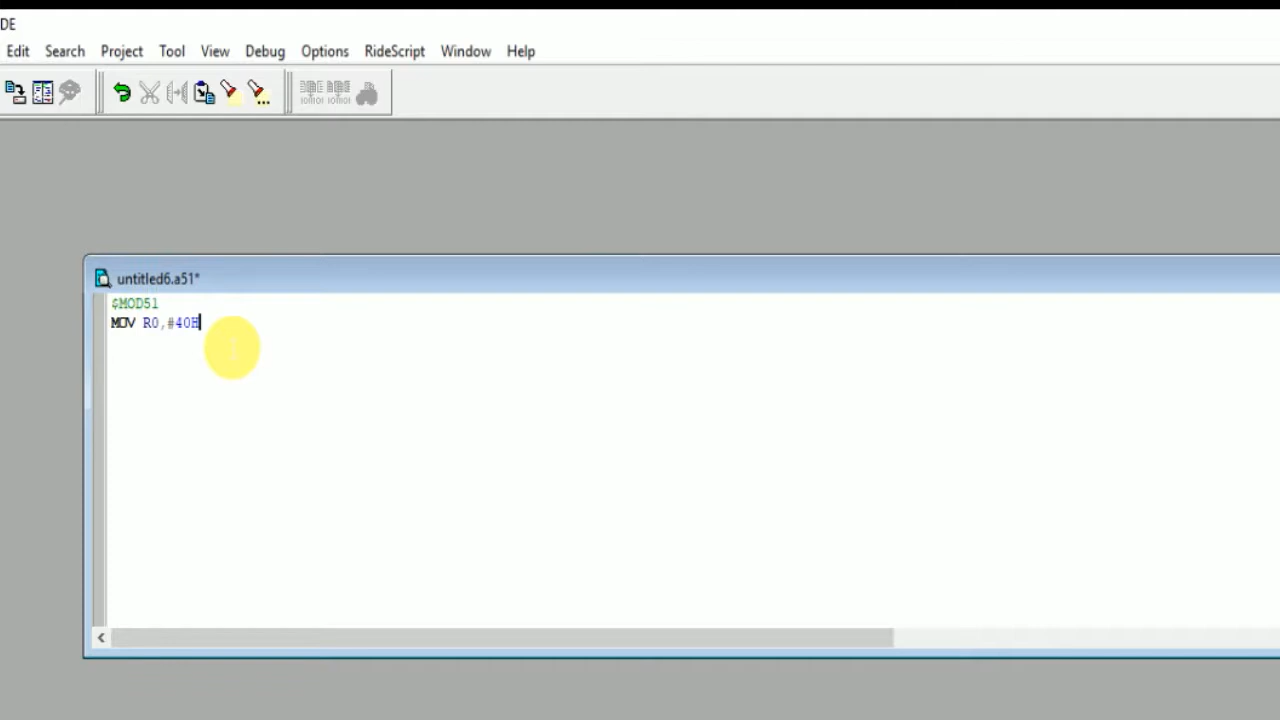 DE
Edit Search Project Tool View Debug Options RideScript Window Help
untitled6.a51*
$MOD51
MOV R0,#40H